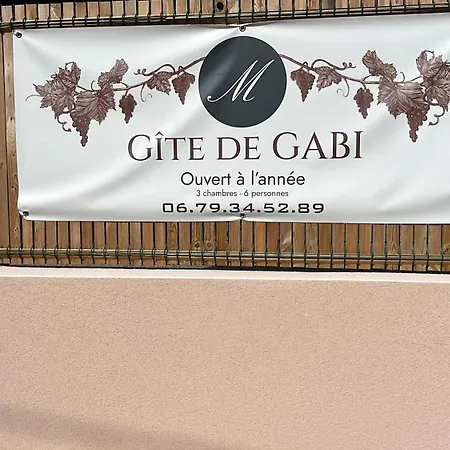 M
GÎTE DE GABI
Ouvert à l'année
3 chambres - 6 personnes
06.79.34.52.89